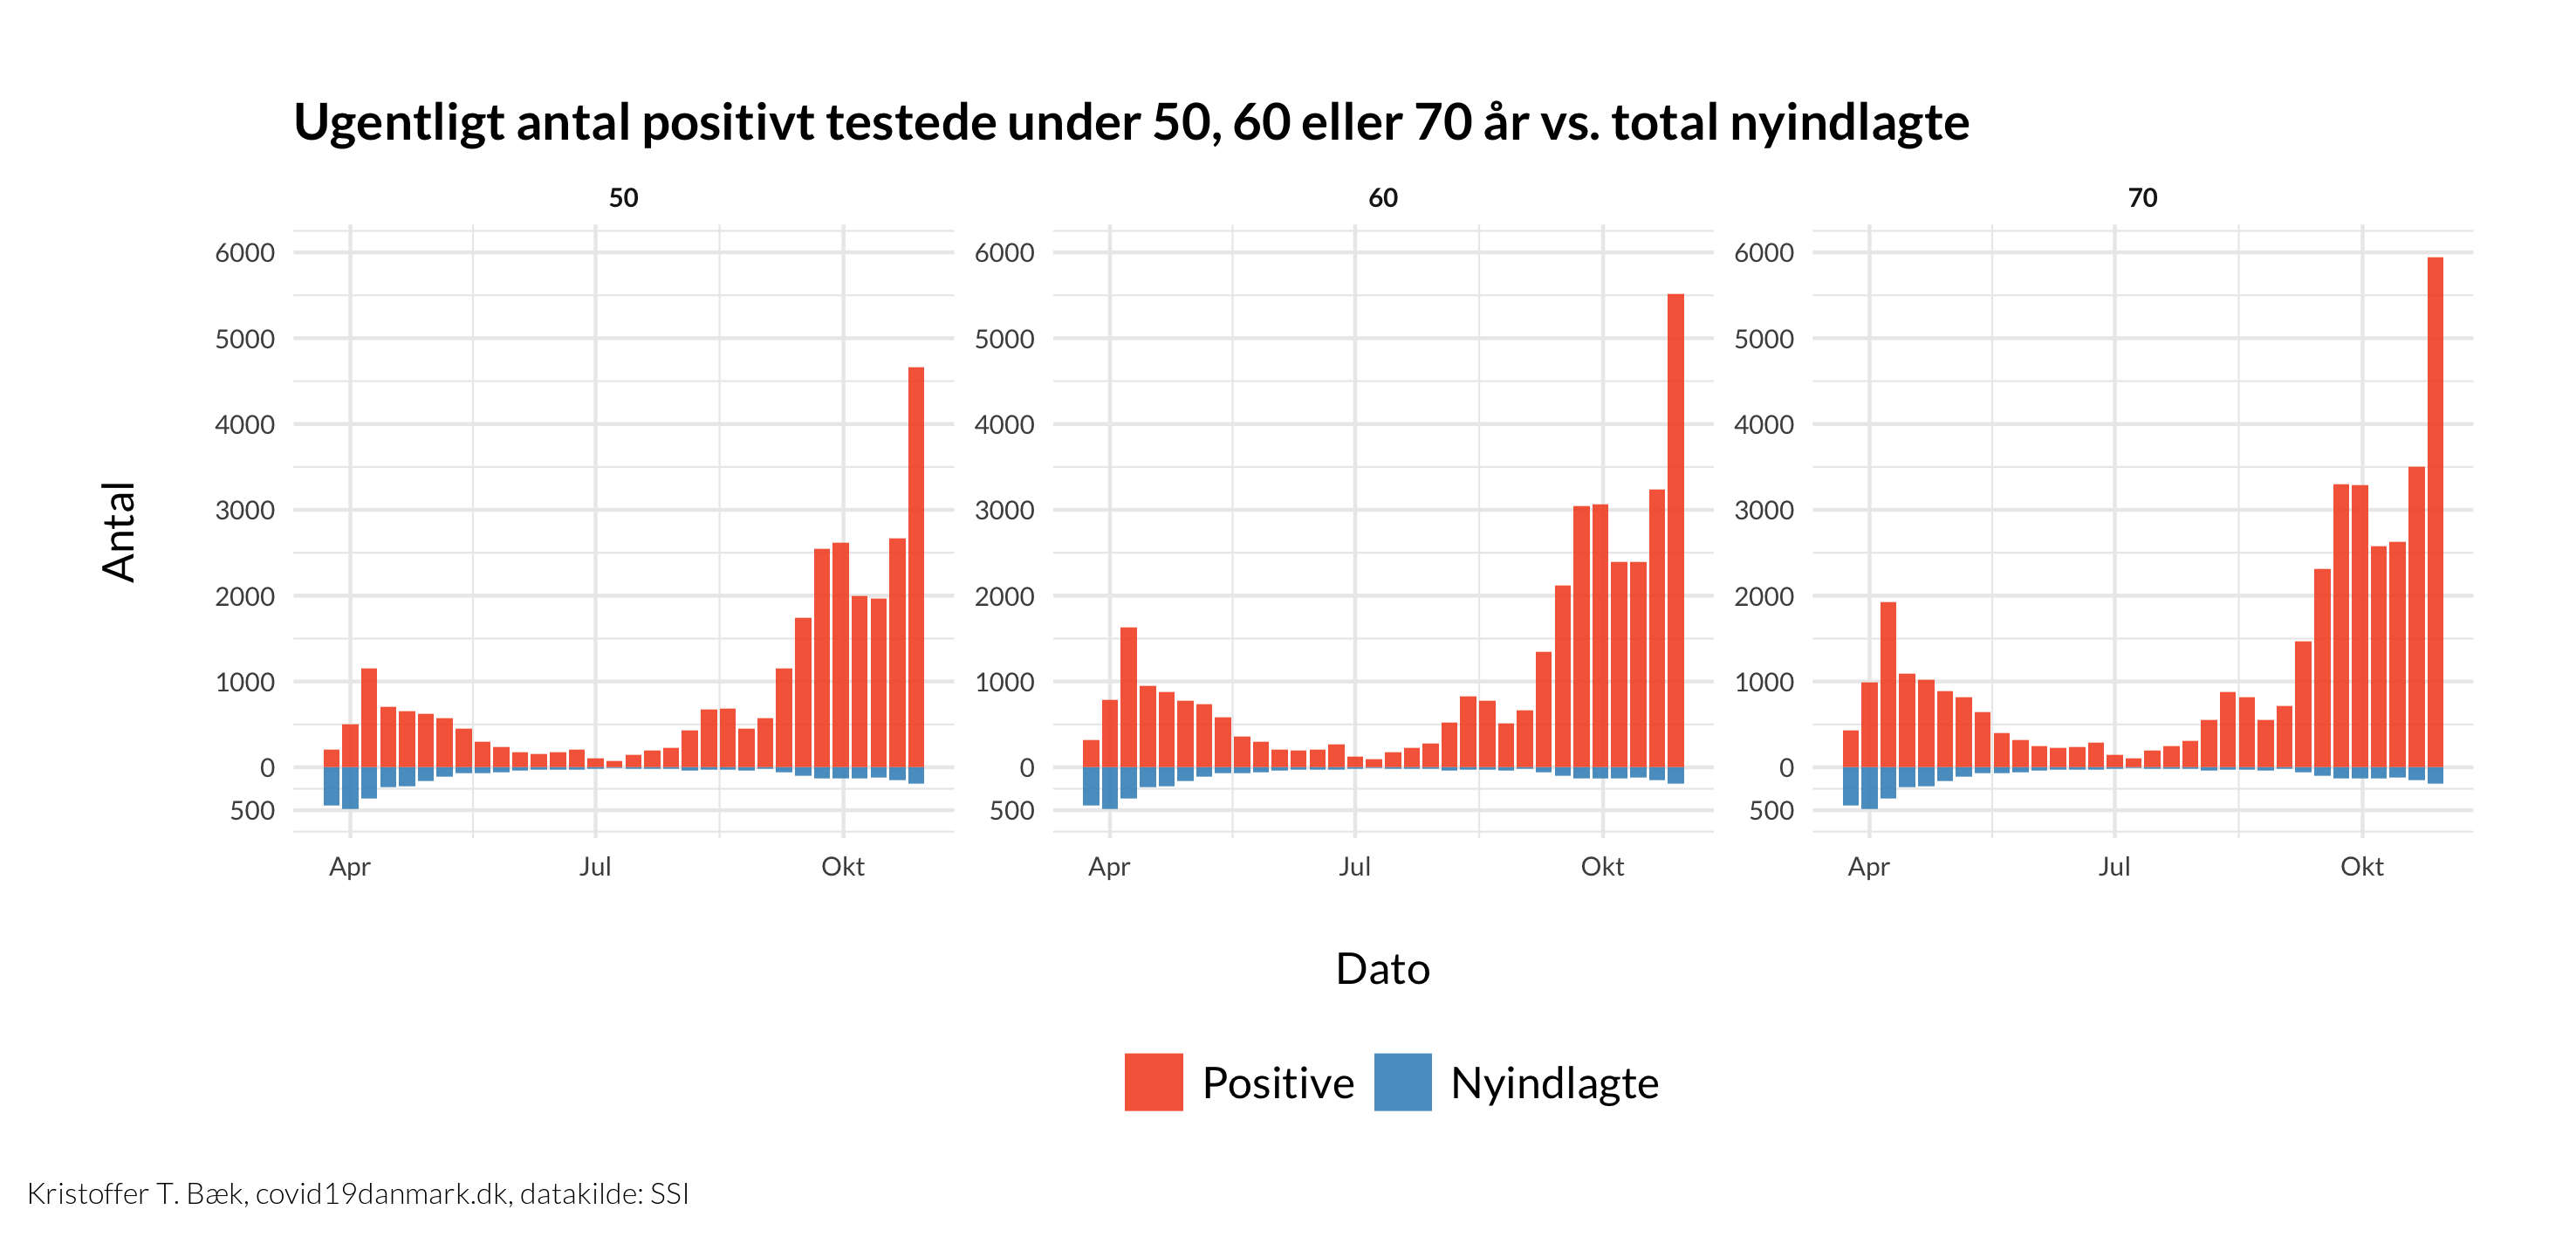 Ugentligt antal positivt testede under 50, 60 eller 70 år vs. total nyindlagte
50
60
70
6000
5000
4000
3000
2000
1000
0
500
6000
5000
4000
3000
2000
1000
0
500
6000
5000
4000
3000
2000
1000
0
500
Antal
Apr
Jul
Okt
Apr
Jul
Okt
Apr
Jul
Okt
Dato
Positive
Nyindlagte
Kristoffer T. Bæk, covid19danmark.dk, datakilde: SSI